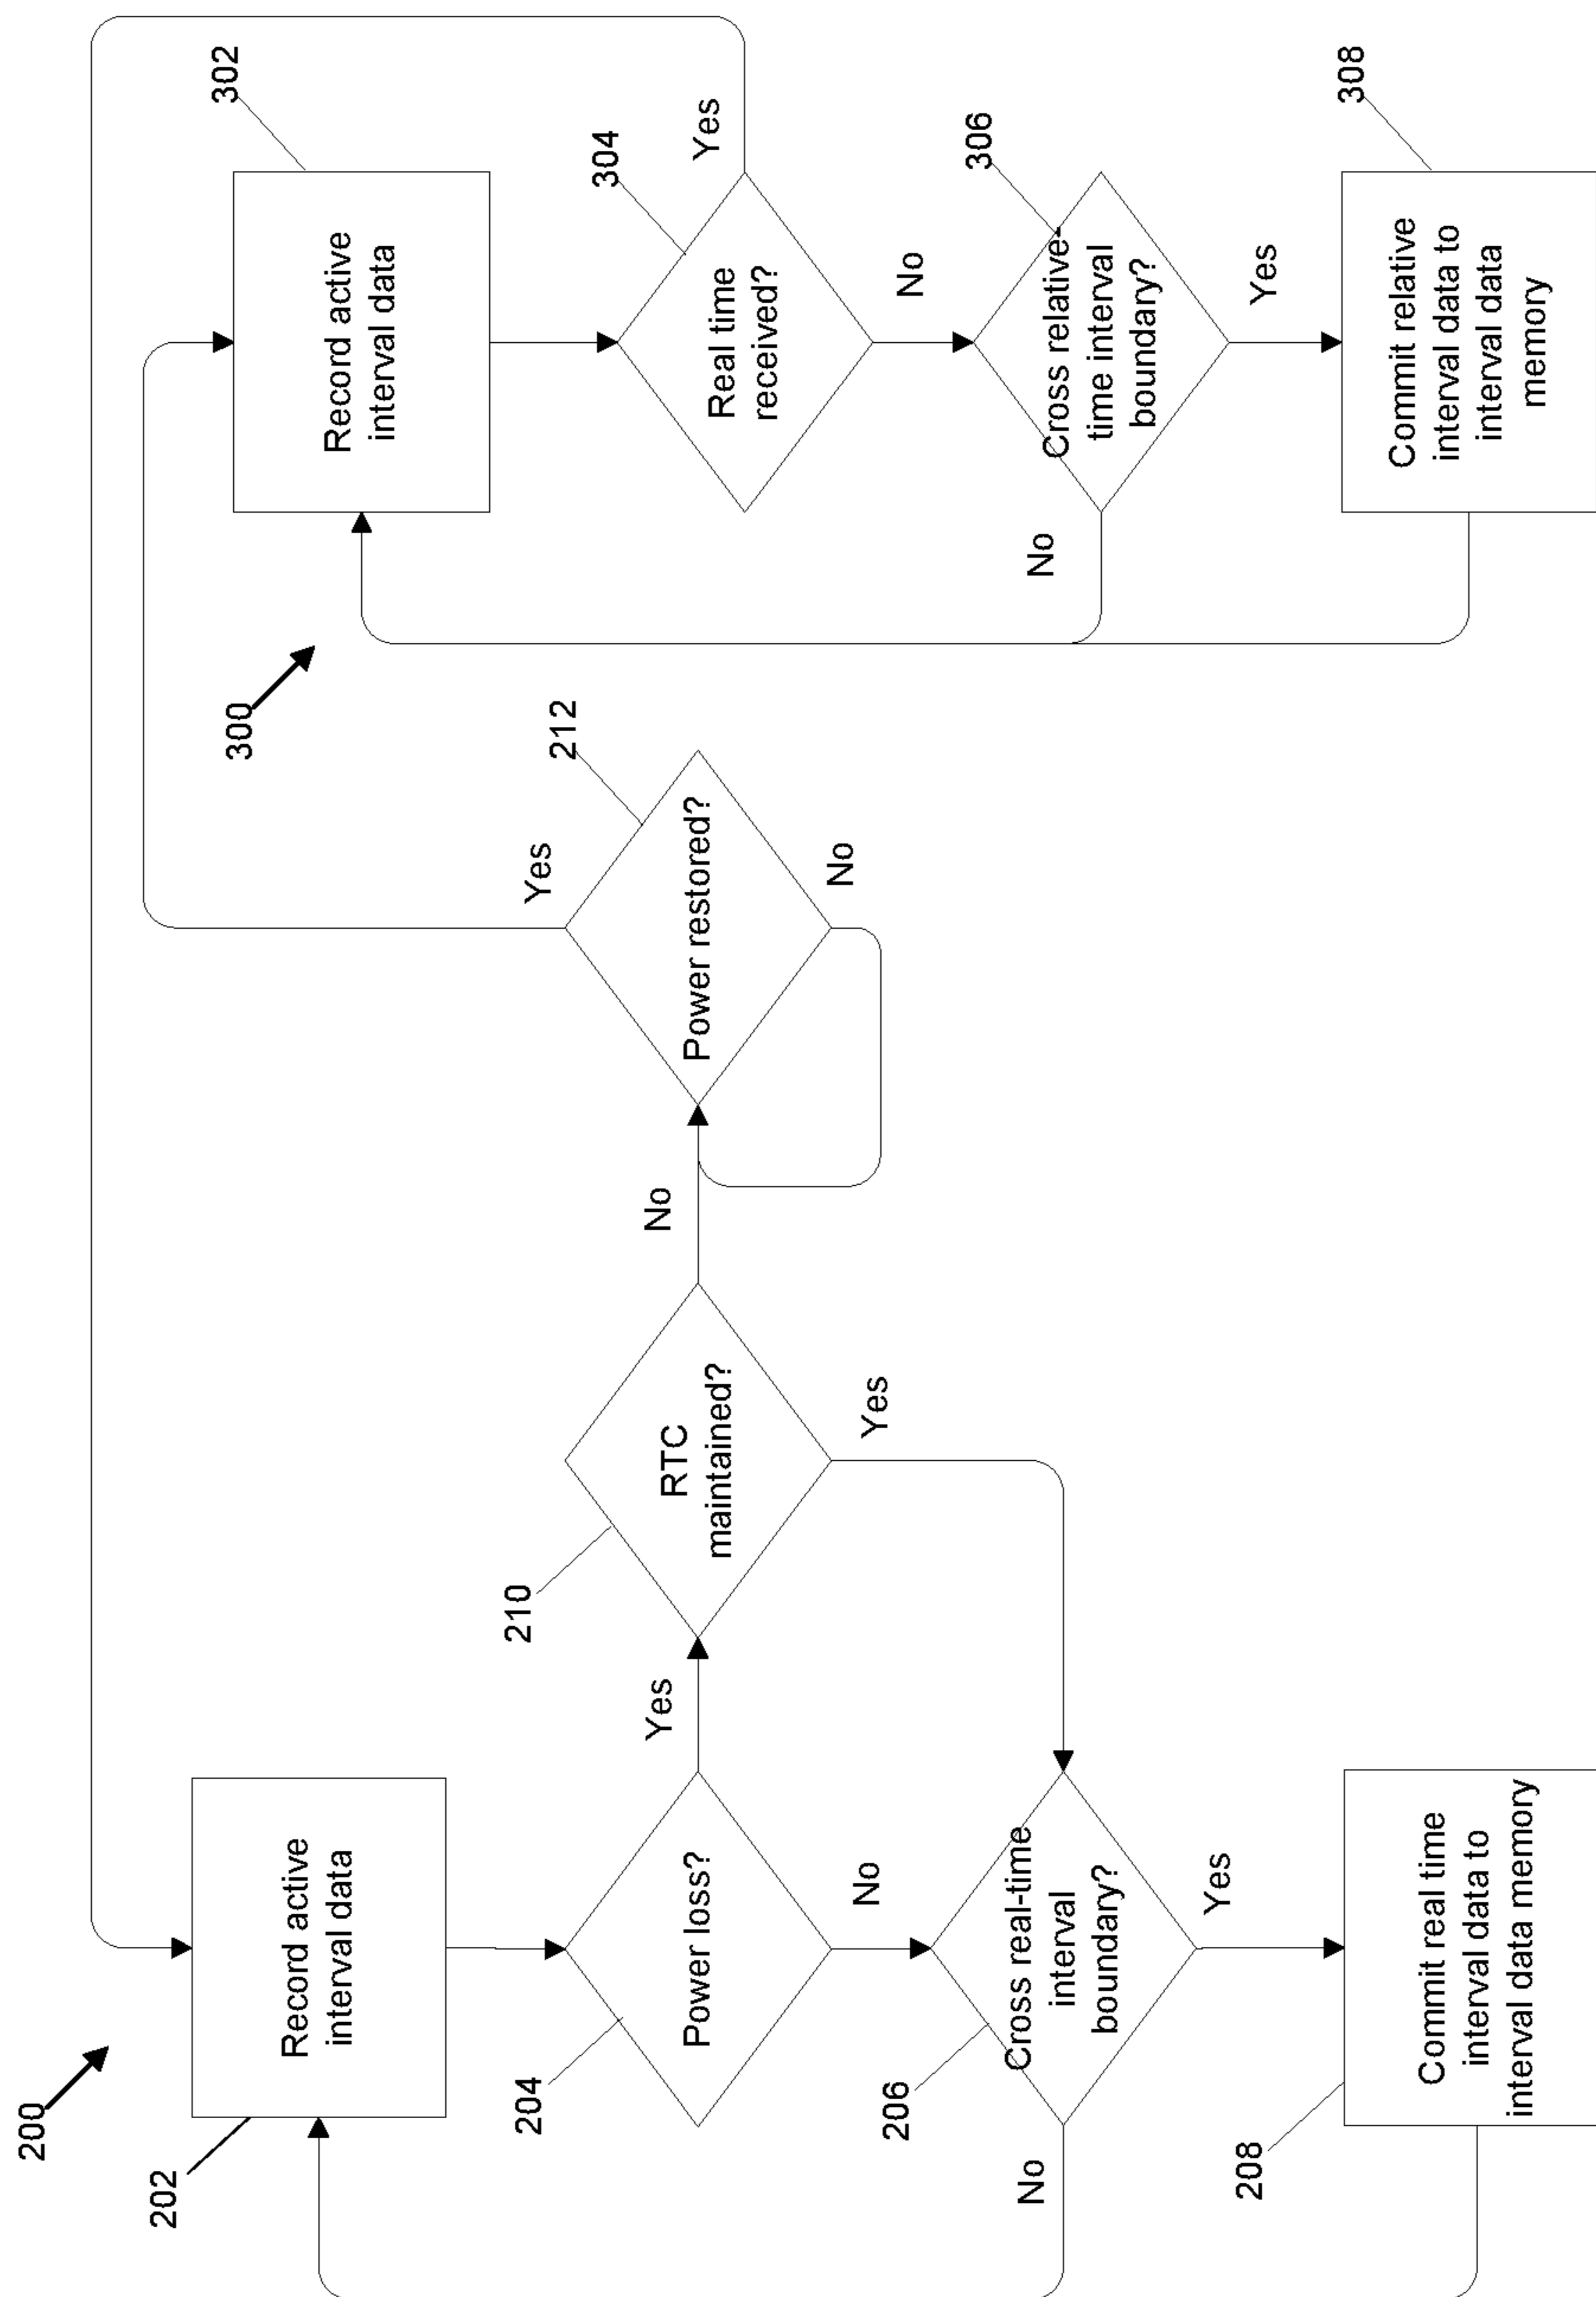 200
202
Record active
interval data
204
Power loss?
Yes
No
206
Cross real-time
interval
boundary?
No
Yes
208
Commit real time
interval data to
interval data memory
210
RTC
maintained?
No
Yes
212
Power restored?
Yes
No
300
302
Record active
interval data
304
Real time
received?
Yes
No
306
Cross relative-
time interval
boundary?
No
Yes
308
Commit relative
interval data to
interval data
memory